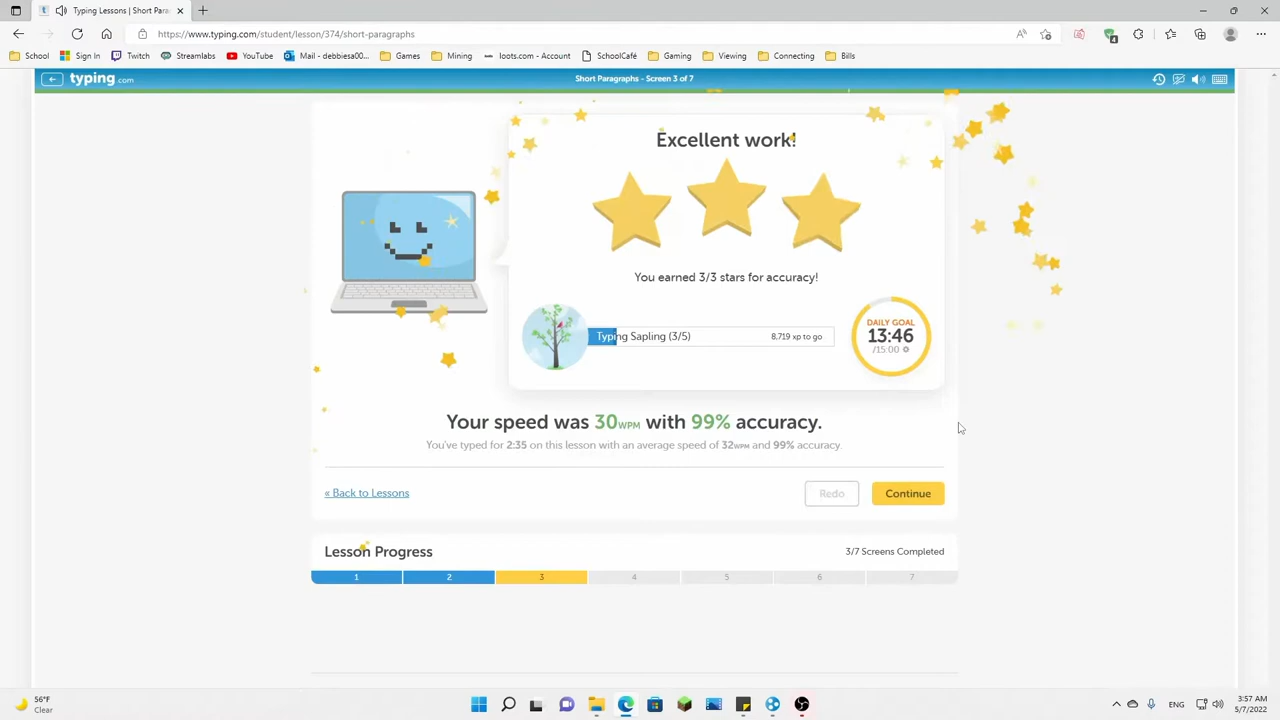 Typing Lessons | Short Par
https://www.typing.com/student/lesson/374/short-paragraphs
School Sign In Twitch Streamlabs YouTube Mail - debbiesa00... Games Mining loots.com - Account SchoolCafé Gaming Viewing Connecting Bills
typing.com Short Paragraphs - Screen 3 of 7
Excellent work!
You earned 3/3 stars for accuracy!
Typing Sapling (3/5) 8,719 xp to go
DAILY GOAL
13:46
/15:00
Your speed was 30WPM with 99% accuracy.
You've typed for 2:35 on this lesson with an average speed of 32WPM and 99% accuracy.
« Back to Lessons Redo Continue
Lesson Progress 3/7 Screens Completed
1 2 3 4 5 6 7
56°F
Clear
ENG
3:57 AM
5/7/2022